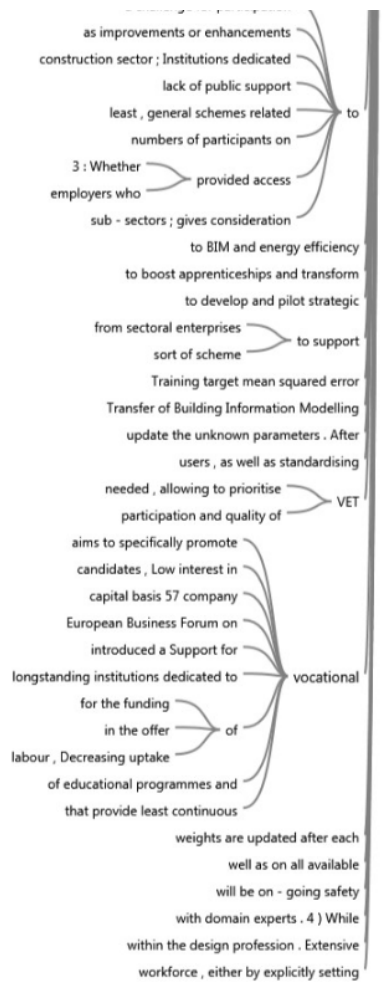 as improvements or enhancements
construction sector ; Institutions dedicated
lack of public support
least , general schemes related
to
numbers of participants on
3 : Whether
provided access
employers who
sub - sectors ; gives consideration
to BIM and energy efficiency
to boost apprenticeships and transform
to develop and pilot strategic
from sectoral enterprises
to support
sort of scheme
Training target mean squared error
Transfer of Building Information Modelling
update the unknown parameters . After
users , as well as standardising
needed , allowing to prioritise
VET
participation and quality of
aims to specifically promote
candidates , Low interest in
capital basis 57 company
European Business Forum on
introduced a Support for
longstanding institutions dedicated to
vocational
for the funding
in the offer
of
labour , Decreasing uptake
of educational programmes and
that provide least continuous
weights are updated after each
well as on all available
will be on - going safety
with domain experts . 4 ) While
within the design profession . Extensive
workforce , either by explicitly setting